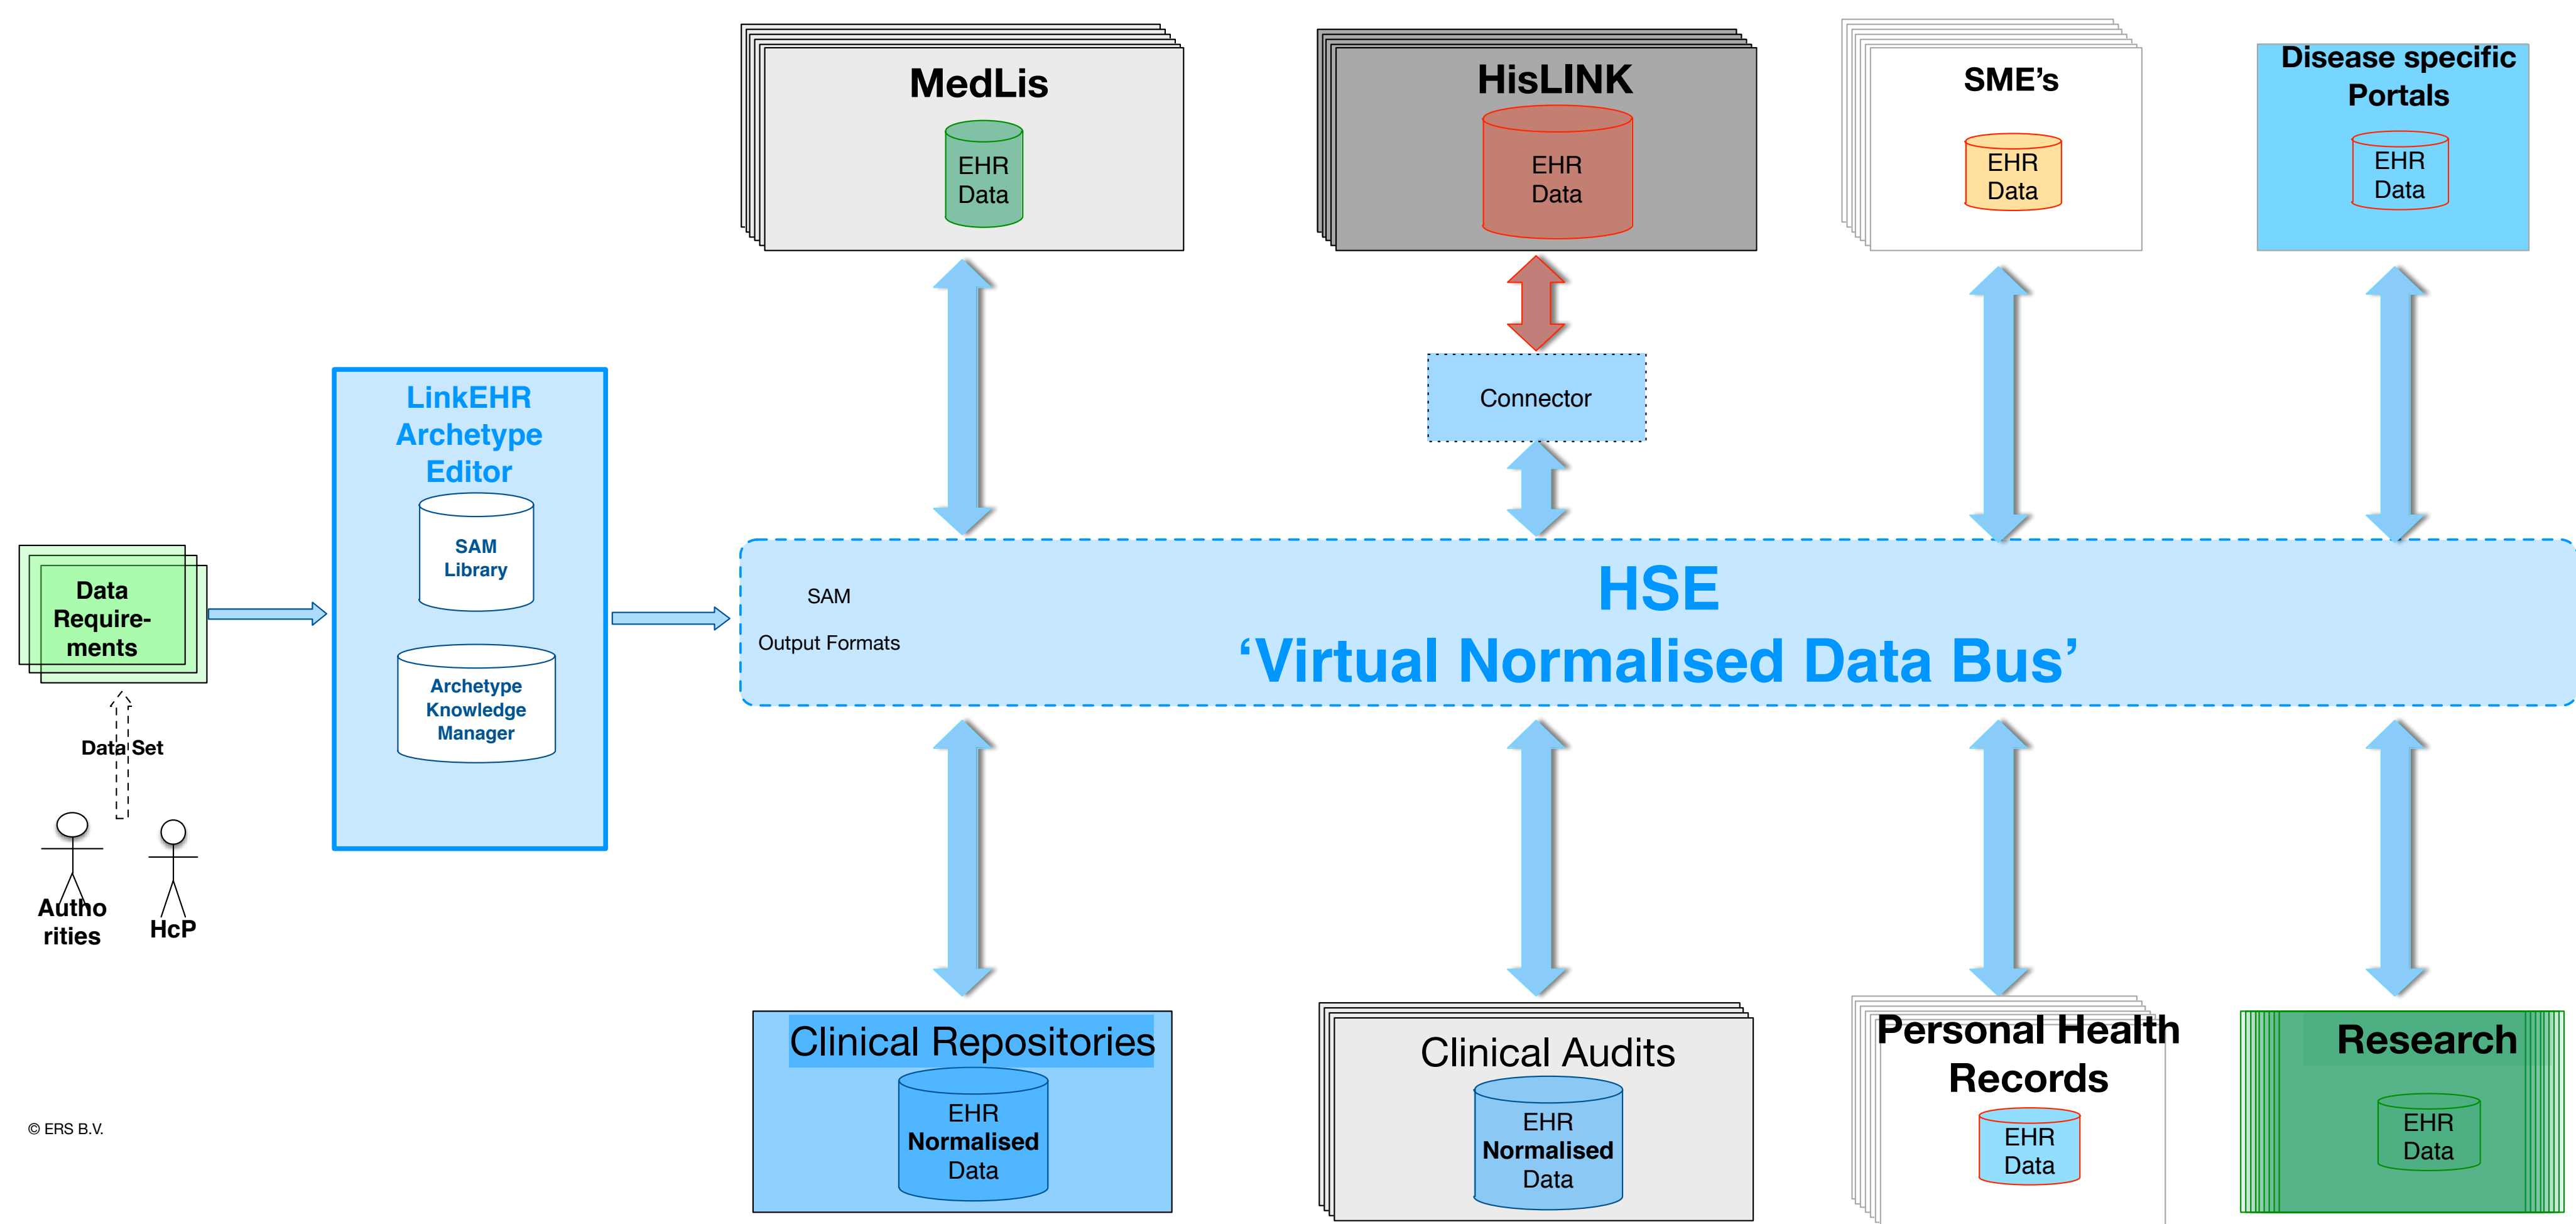 MedLis
EHR
Data
HisLINK
EHR
Data
SME's
EHR
Data
Disease specific
Portals
EHR
Data
Connector
LinkEHR
Archetype
Editor
SAM
Library
Archetype
Knowledge
Manager
Data
Require-
ments
Data Set
Autho
rities
HcP
SAM
Output Formats
HSE
‘Virtual Normalised Data Bus’
Clinical Repositories
EHR
Normalised
Data
Clinical Audits
EHR
Normalised
Data
Personal Health
Records
EHR
Data
Research
EHR
Data
© ERS B.V.